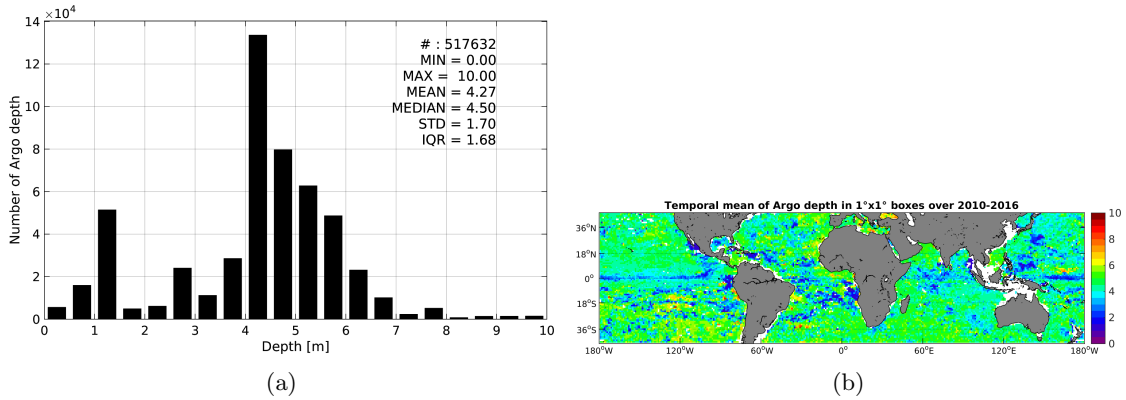 ×10⁴
14
12
10
8
6
4
2
0
Number of Argo depth
# : 517632
MIN = 0.00
MAX = 10.00
MEAN = 4.27
MEDIAN = 4.50
STD = 1.70
IQR = 1.68
0 1 2 3 4 5 6 7 8 9 10
Depth [m]
(a)
Temporal mean of Argo depth in 1°x1° boxes over 2010-2016
36°N
18°N
0°
18°S
36°S
180°W 120°W 60°W 0° 60°E 120°E 180°W
10
8
6
4
2
0
(b)